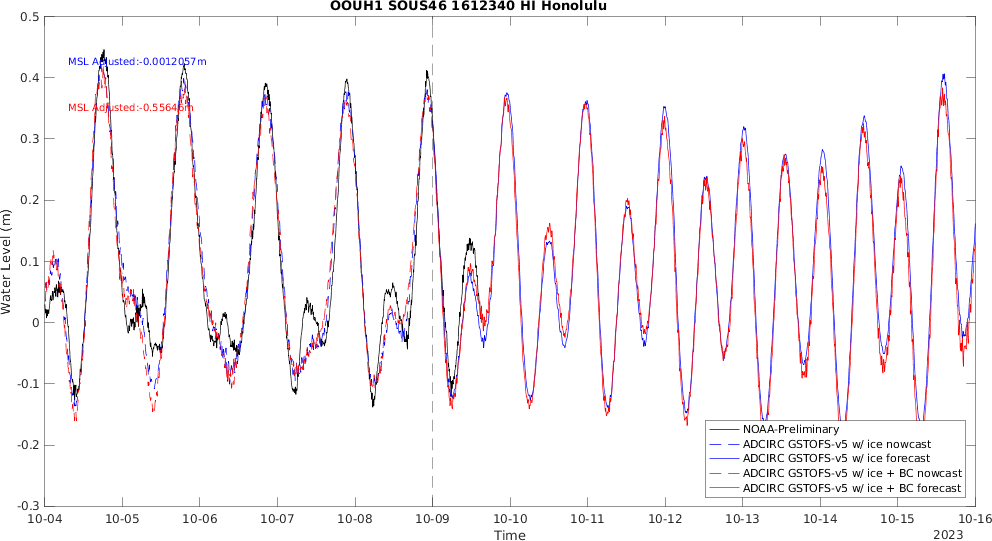 OOUH1 SOUS46 1612340 HI Honolulu
0.5
0.4
0.3
0.2
0.1
0
-0.1
-0.2
-0.3
Water Level (m)
MSL Adjusted:-0.0012057m
MSL Adjusted:-0.55646m
NOAA-Preliminary
ADCIRC GSTOFS-v5 w/ ice nowcast
ADCIRC GSTOFS-v5 w/ ice forecast
ADCIRC GSTOFS-v5 w/ ice + BC nowcast
ADCIRC GSTOFS-v5 w/ ice + BC forecast
10-04 10-05 10-06 10-07 10-08 10-09 10-10 10-11 10-12 10-13 10-14 10-15 10-16
Time
2023